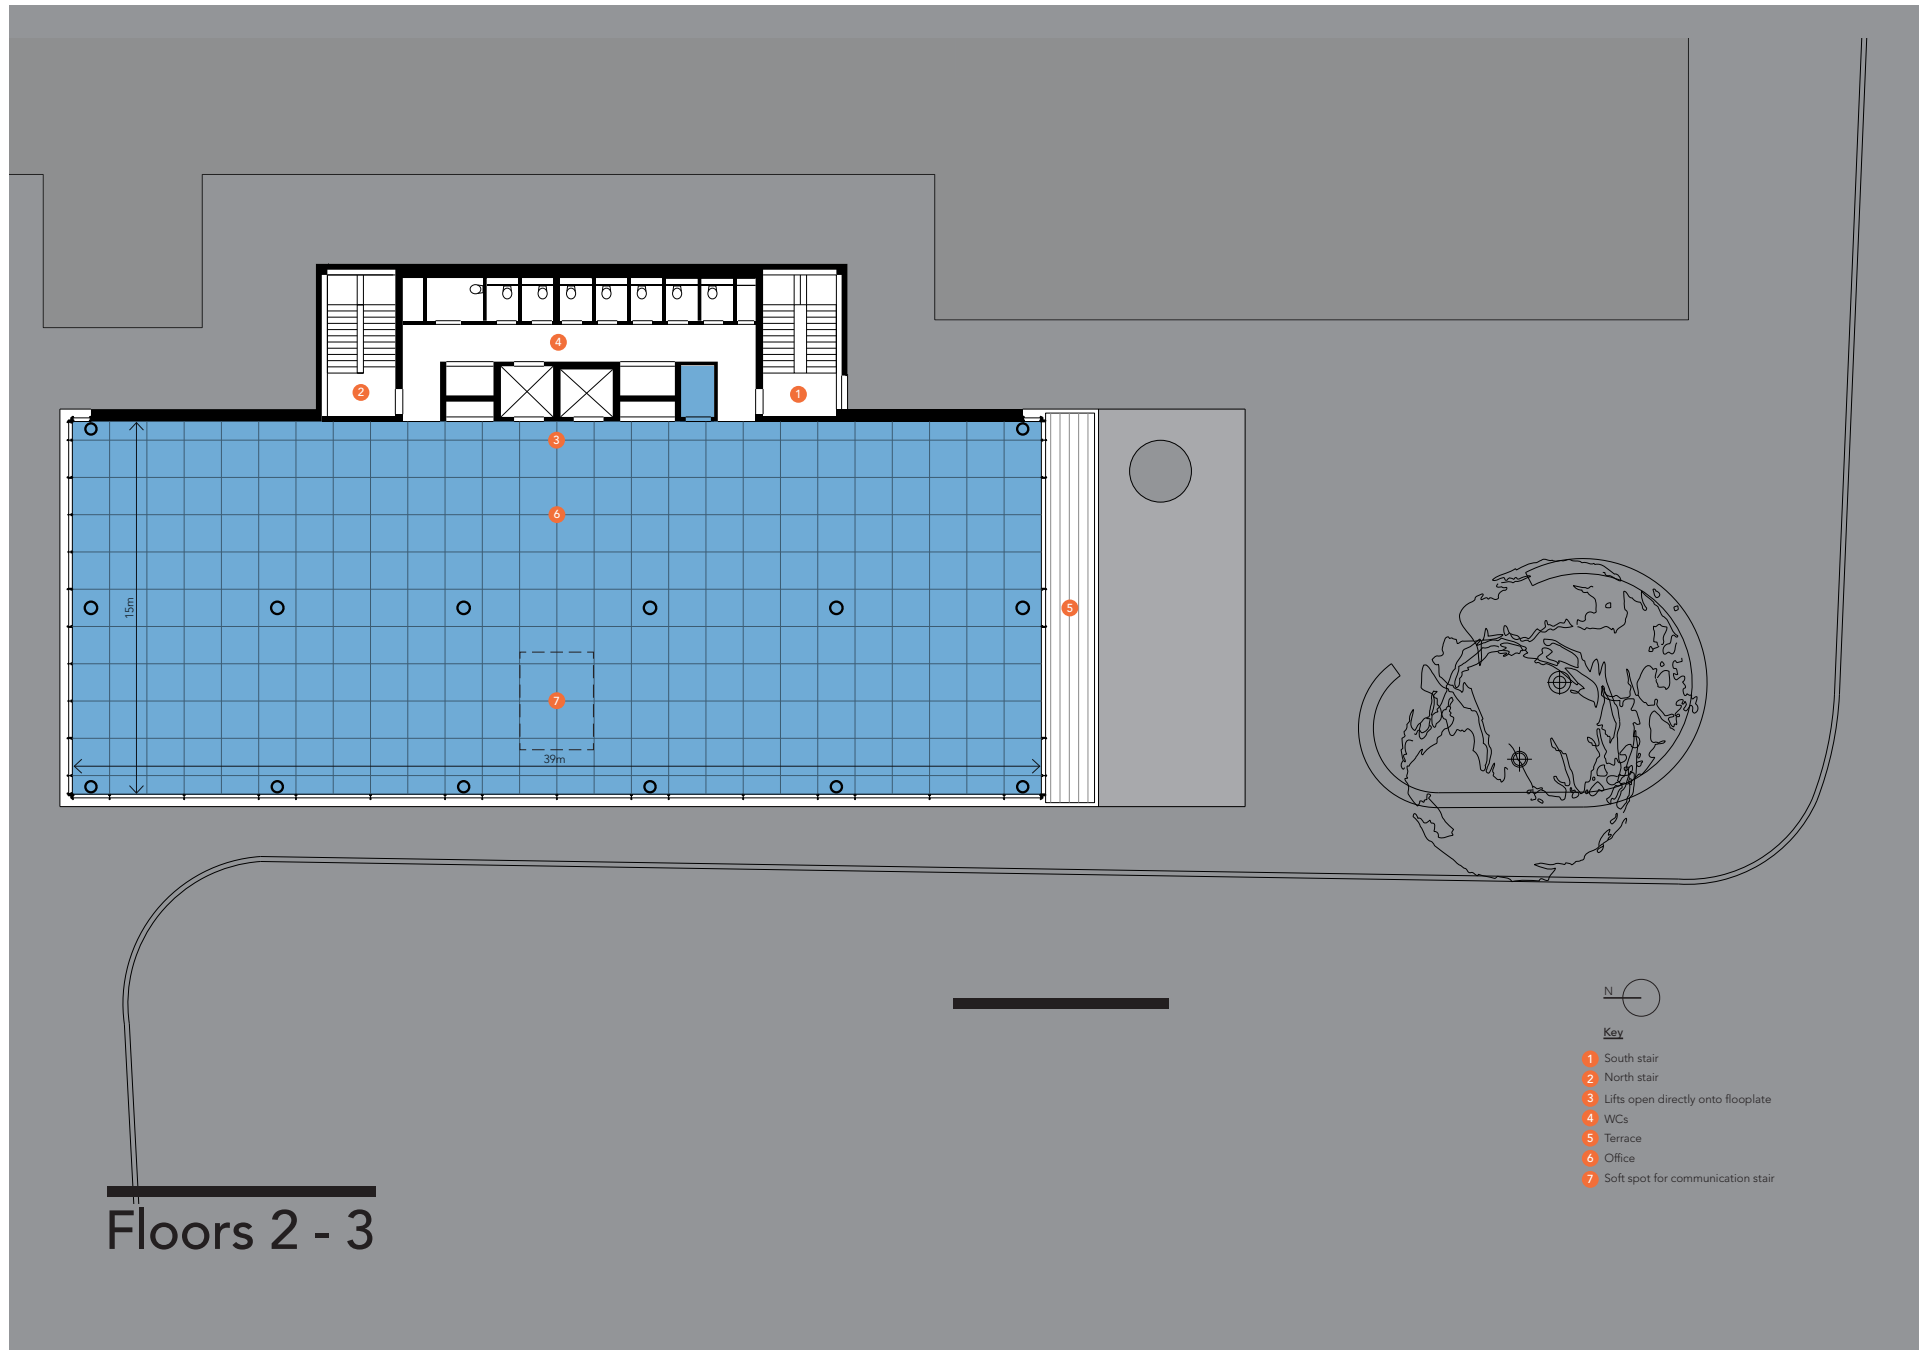 2
4
1
3
6
15m
5
7
39m
N
Key
1 South stair
2 North stair
3 Lifts open directly onto flooplate
4 WCs
5 Terrace
6 Office
7 Soft spot for communication stair
Floors 2 - 3